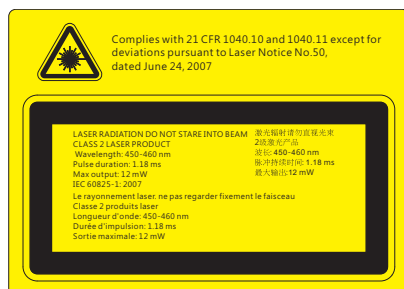 Complies with 21 CFR 1040.10 and 1040.11 except for
deviations pursuant to Laser Notice No.50,
dated June 24, 2007
LASER RADIATION DO NOT STARE INTO BEAM
CLASS 2 LASER PRODUCT
Wavelength: 450-460 nm
Pulse duration: 1.18 ms
Max output: 12 mW
IEC 60825-1: 2007
激光辐射请勿直视光束
2级激光产品
波长: 450-460 nm
脉冲持续时间: 1.18 ms
最大输出: 12 mW
Le rayonnement laser. ne pas regarder fixement le faisceau
Classe 2 produits laser
Longueur d'onde: 450-460 nm
Durée d'impulsion: 1.18 ms
Sortie maximale: 12 mW